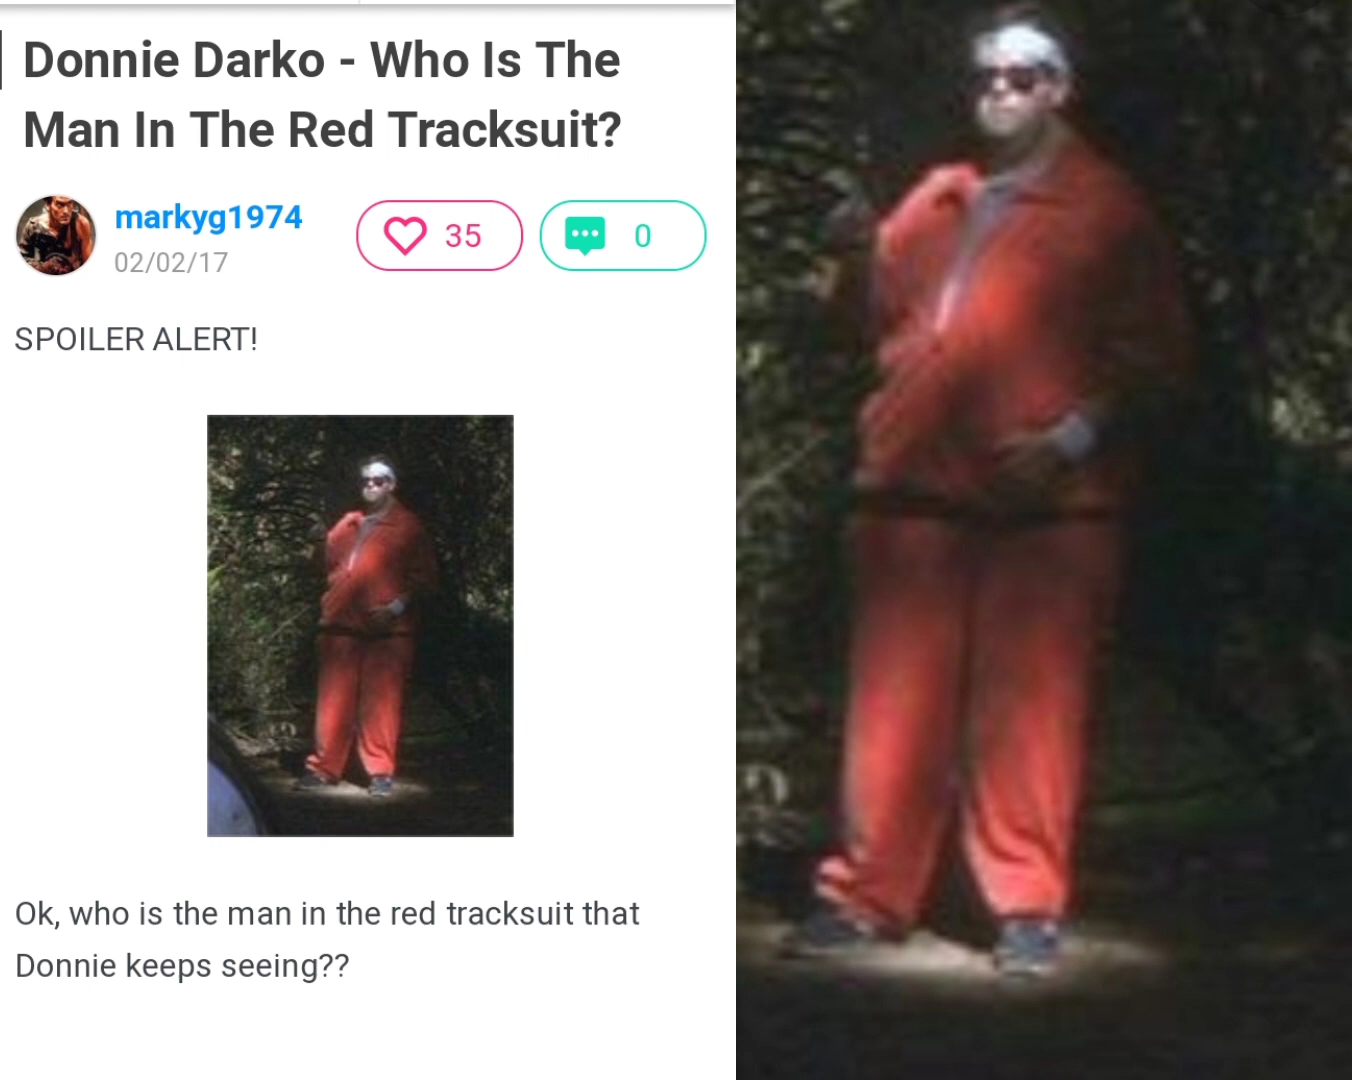 Donnie Darko - Who Is The
Man In The Red Tracksuit?
markyg1974
02/02/17
35
0
SPOILER ALERT!
Ok, who is the man in the red tracksuit that
Donnie keeps seeing??